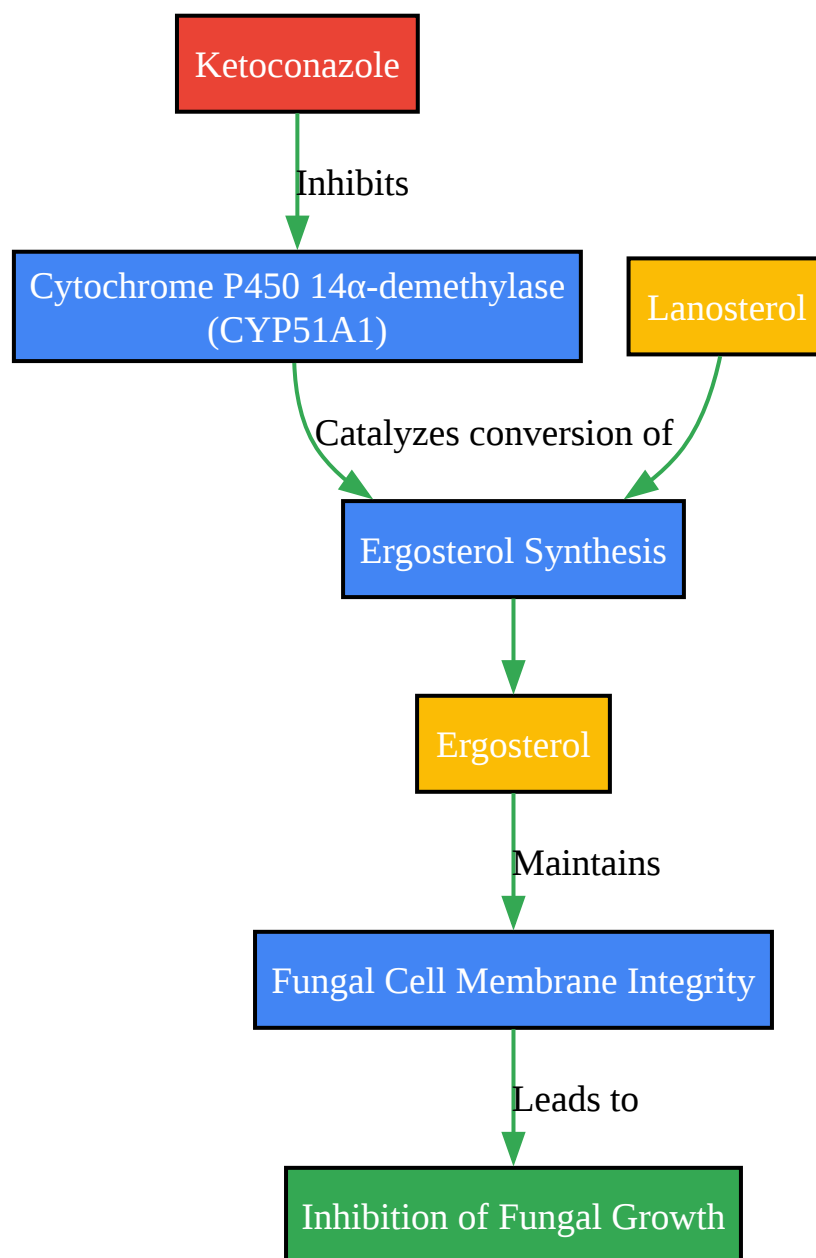 Ketoconazole
Inhibits
Cytochrome P450 14α-demethylase
(CYP51A1)
Lanosterol
Catalyzes conversion of
Ergosterol Synthesis
Ergosterol
Maintains
Fungal Cell Membrane Integrity
Leads to
Inhibition of Fungal Growth